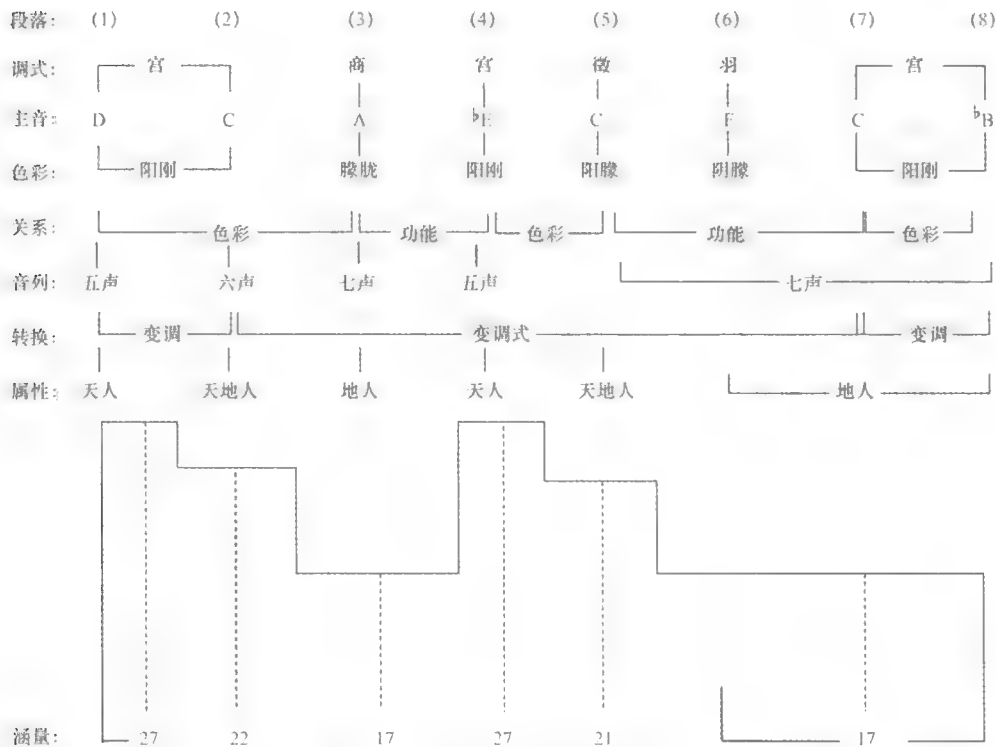 段落: (1) (2) (3) (4) (5) (6) (7) (8)
调式: 宫 商 宫 徵 羽 宫
主音: D C A ♭E C F C ♭B
色彩: 阳刚 朦胧 阳刚 阳朦 阴朦 阳刚
关系: 色彩 功能 色彩 功能 色彩
音列: 五声 六声 七声 五声 七声
转换: 变调 变调式 变调
属性: 天人 天地人 地人 天人 天地人 地人
涵量: 27 22 17 27 21 17